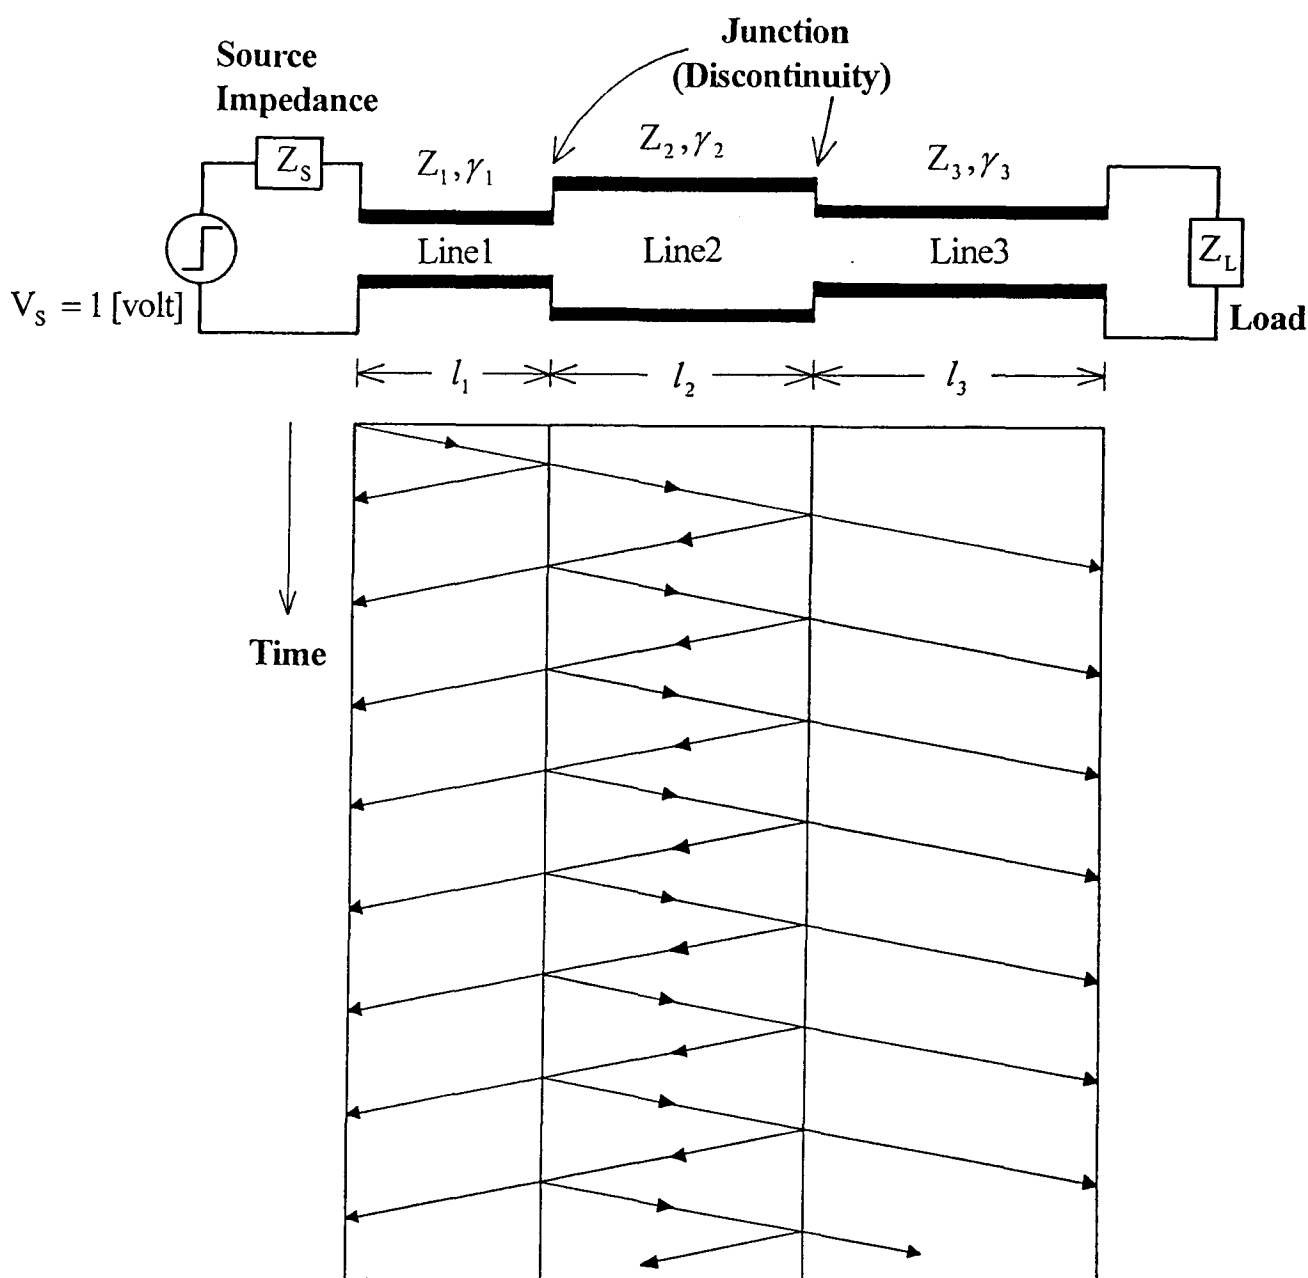 Source
Impedance
Junction
(Discontinuity)
Z_S
Z_1, γ_1
Z_2, γ_2
Z_3, γ_3
Line1
Line2
Line3
Z_L
V_S = 1 [volt]
Load
l_1
l_2
l_3
Time